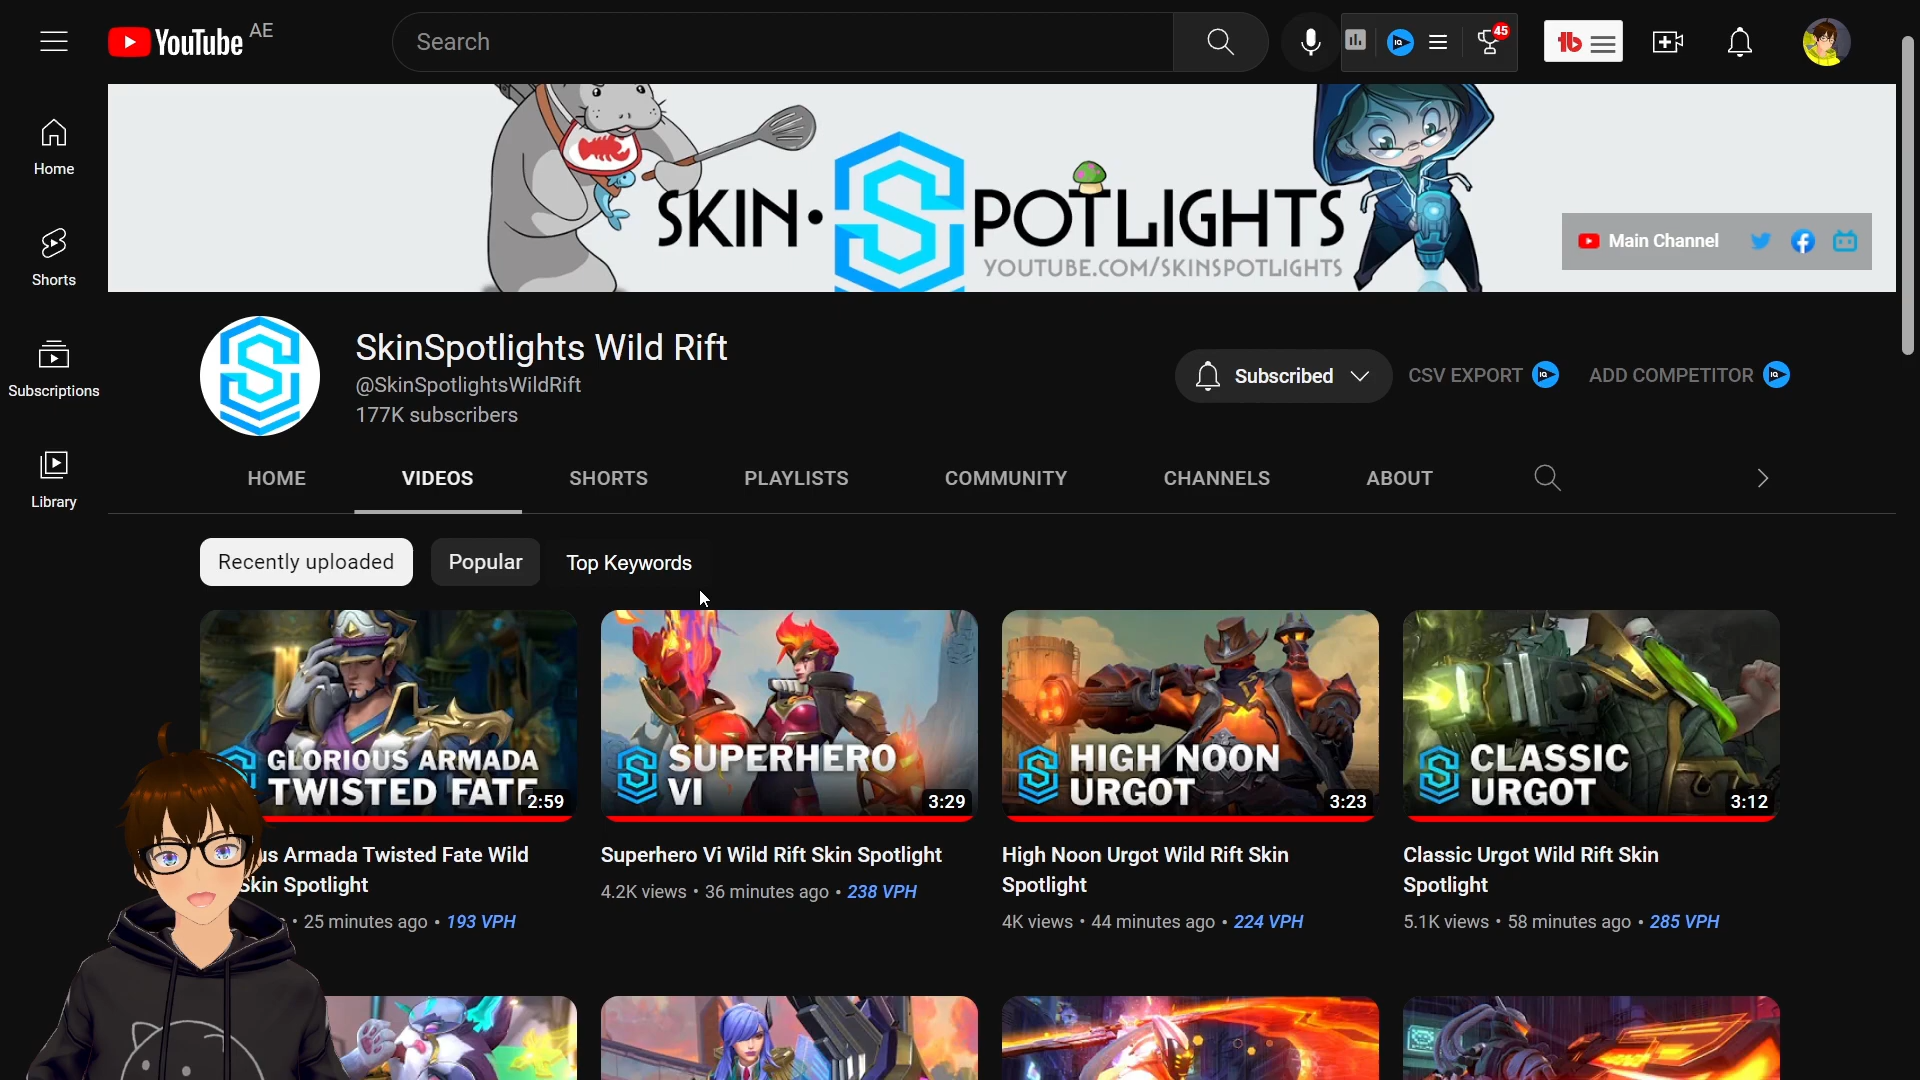 YouTube AE
Search
45
Home
Shorts
Subscriptions
Library
SKIN·SPOTLIGHTS
YOUTUBE.COM/SKINSPOTLIGHTS
Main Channel
SkinSpotlights Wild Rift
@SkinSpotlightsWildRift
177K subscribers
Subscribed
CSV EXPORT
ADD COMPETITOR
HOME VIDEOS SHORTS PLAYLISTS COMMUNITY CHANNELS ABOUT
Recently uploaded Popular Top Keywords
GLORIOUS ARMADA
TWISTED FATE
2:59
SUPERHERO
VI
3:29
HIGH NOON
URGOT
3:23
CLASSIC
URGOT
3:12
us Armada Twisted Fate Wild
Skin Spotlight
• 25 minutes ago • 193 VPH
Superhero Vi Wild Rift Skin Spotlight
4.2K views • 36 minutes ago • 238 VPH
High Noon Urgot Wild Rift Skin
Spotlight
4K views • 44 minutes ago • 224 VPH
Classic Urgot Wild Rift Skin
Spotlight
5.1K views • 58 minutes ago • 285 VPH